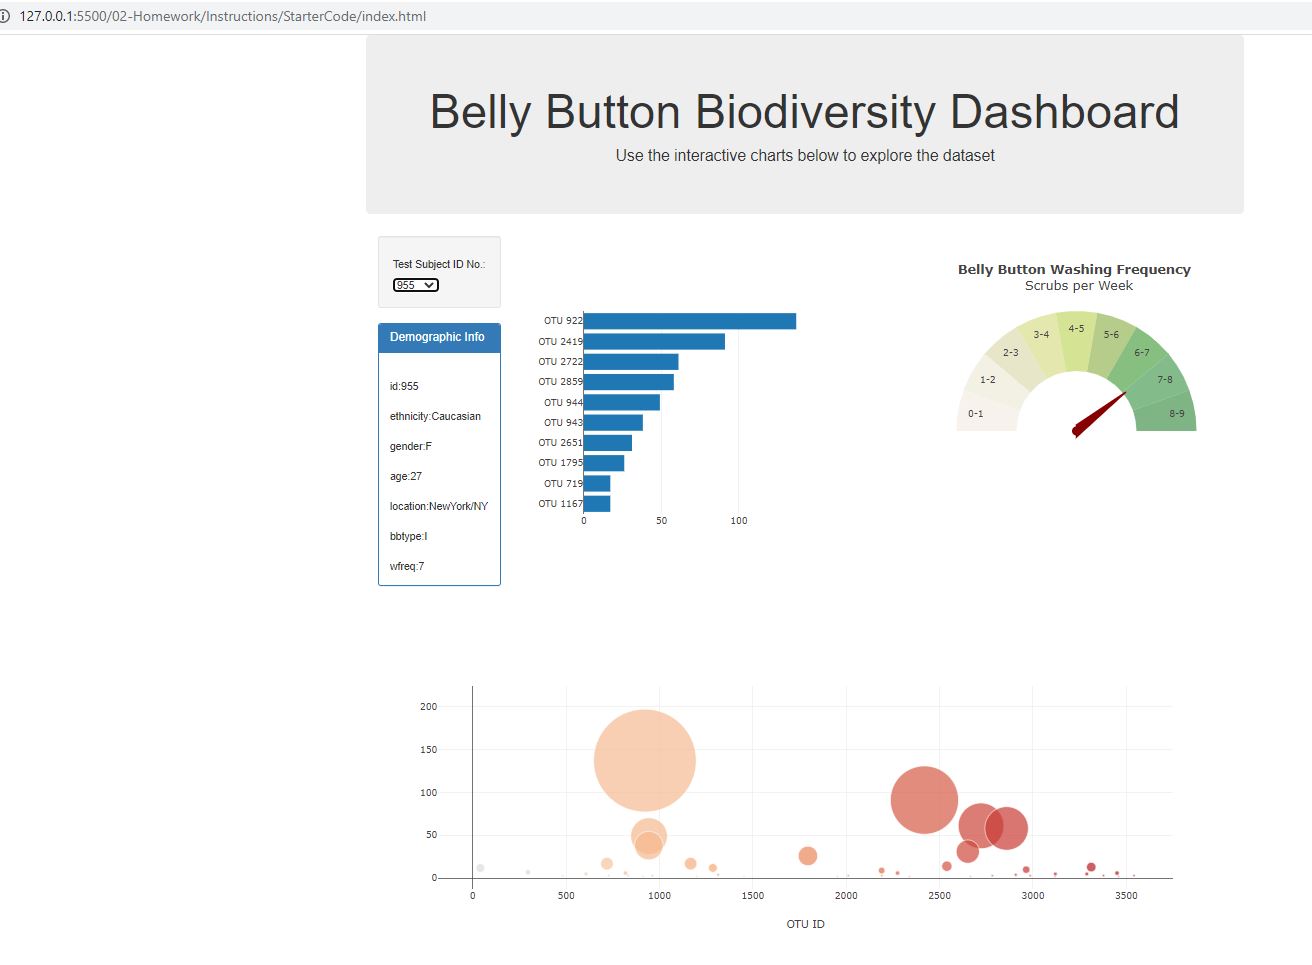 127.0.0.1:5500/02-Homework/Instructions/StarterCode/index.html
Belly Button Biodiversity Dashboard
Use the interactive charts below to explore the dataset
Test Subject ID No.:
955
Demographic Info
id:955
ethnicity:Caucasian
gender:F
age:27
location:NewYork/NY
bbtype:I
wfreq:7
OTU 922
OTU 2419
OTU 2722
OTU 2859
OTU 944
OTU 943
OTU 2651
OTU 1795
OTU 719
OTU 1167
0 50 100
Belly Button Washing Frequency
Scrubs per Week
0-1
1-2
2-3
3-4
4-5
5-6
6-7
7-8
8-9
200
150
100
50
0
0 500 1000 1500 2000 2500 3000 3500
OTU ID